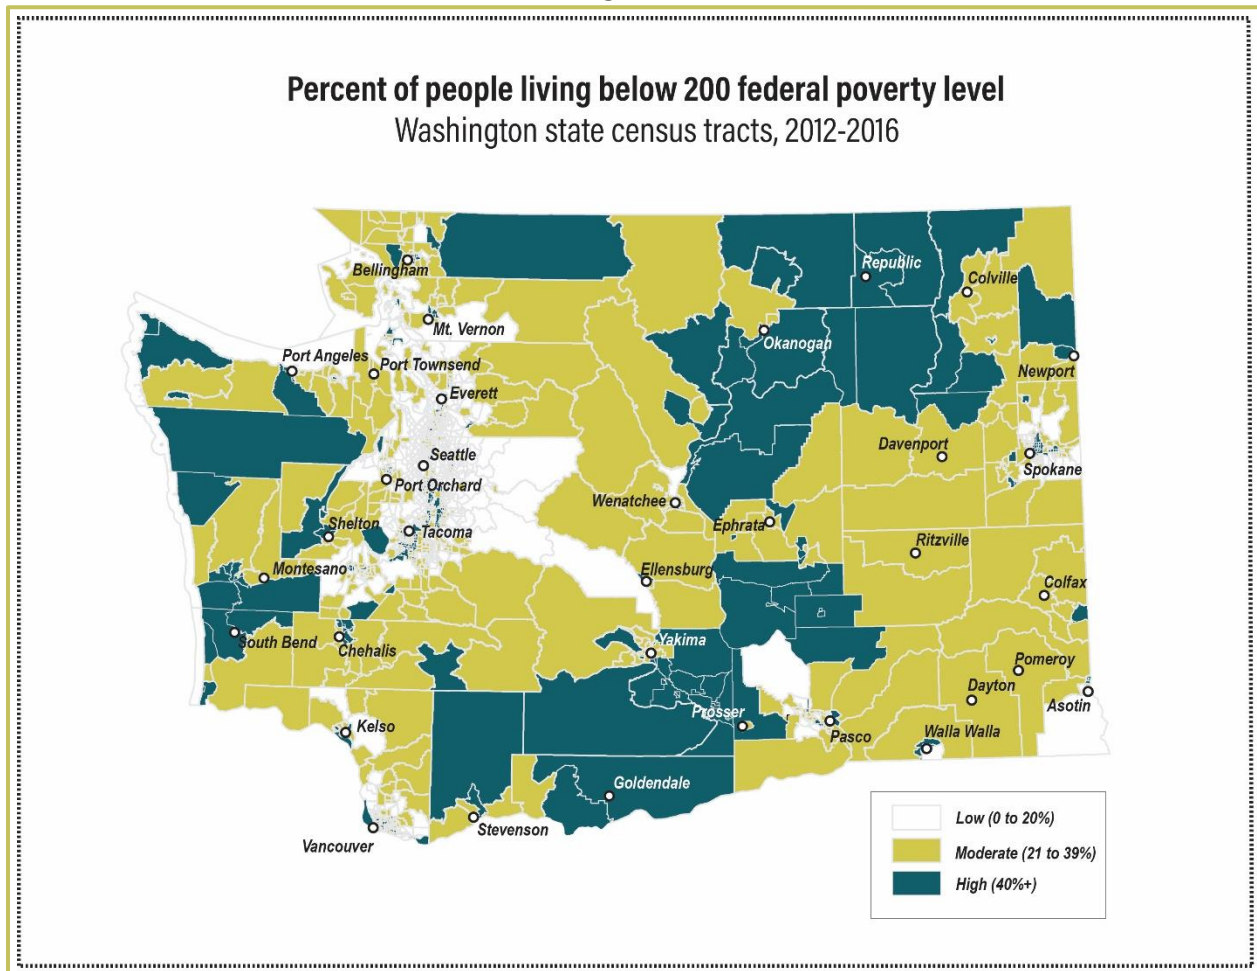 Percent of people living below 200 federal poverty level
Washington state census tracts, 2012-2016
Bellingham
Republic
Colville
Mt. Vernon
Okanogan
Port Angeles
Port Townsend
Newport
Everett
Davenport
Seattle
Spokane
Port Orchard
Wenatchee
Ephrata
Shelton
Tacoma
Ritzville
Montesano
Ellensburg
Colfax
South Bend
Chehalis
Yakima
Pomeroy
Dayton
Asotin
Prosser
Kelso
Pasco
Walla Walla
Goldendale
Stevenson
Vancouver
Low (0 to 20%)
Moderate (21 to 39%)
High (40%+)